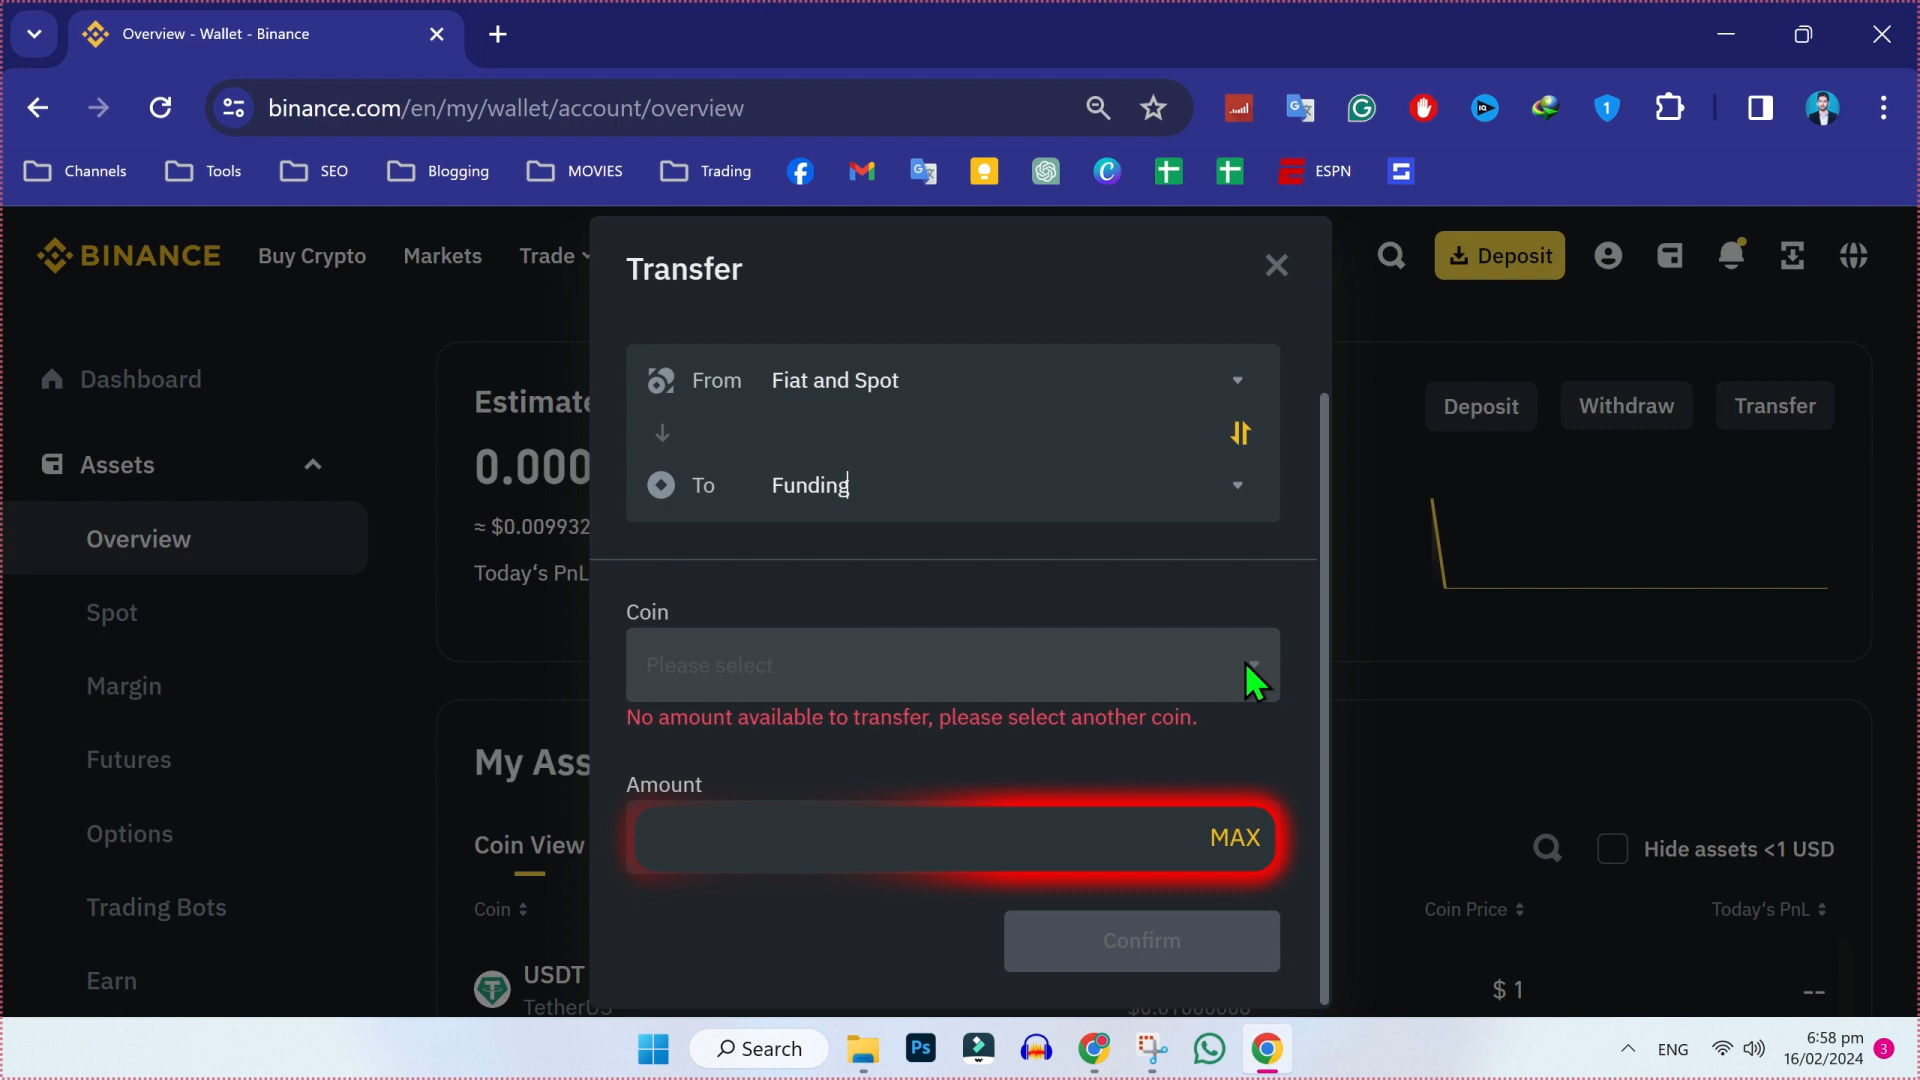 Overview - Wallet - Binance
binance.com/en/my/wallet/account/overview
Channels Tools SEO Blogging MOVIES Trading ESPN
BINANCE Buy Crypto Markets Trade Deposit
Transfer
From Fiat and Spot
To Funding
Coin
Please select
No amount available to transfer, please select another coin.
Amount
MAX
Confirm
Dashboard
Assets
Overview
Spot
Margin
Futures
Options
Trading Bots
Earn
0.000
≈ $0.009932
Today's PnL
Deposit Withdraw Transfer
Coin View
Hide assets <1 USD
Coin Coin Price Today's PnL
USDT $ 1 --
Search Ps ENG 6:58 pm
16/02/2024 3